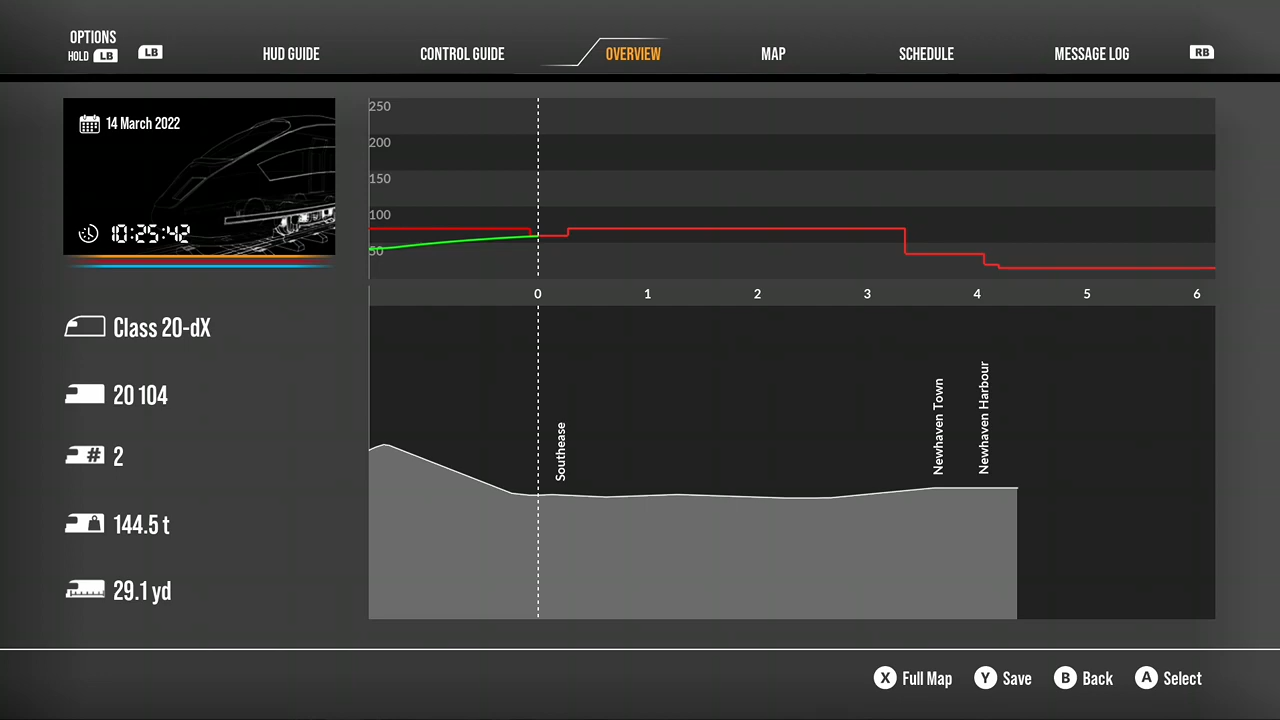 OPTIONS
HOLD LB
LB
HUD GUIDE
CONTROL GUIDE
OVERVIEW
MAP
SCHEDULE
MESSAGE LOG
RB
14 March 2022
10:25:42
Class 20-dX
20 104
# 2
144.5 t
29.1 yd
250
200
150
100
50
0 1 2 3 4 5 6
Southease
Newhaven Town
Newhaven Harbour
X Full Map
Y Save
B Back
A Select